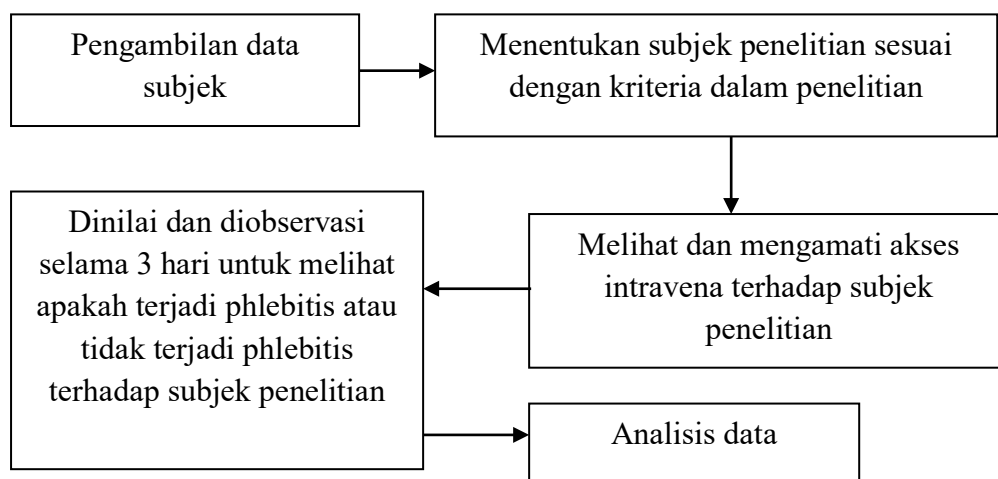 Pengambilan data
subjek
Menentukan subjek penelitian sesuai
dengan kriteria dalam penelitian
Melihat dan mengamati akses
intravena terhadap subjek
penelitian
Dinilai dan diobservasi
selama 3 hari untuk melihat
apakah terjadi phlebitis atau
tidak terjadi phlebitis
terhadap subjek penelitian
Analisis data